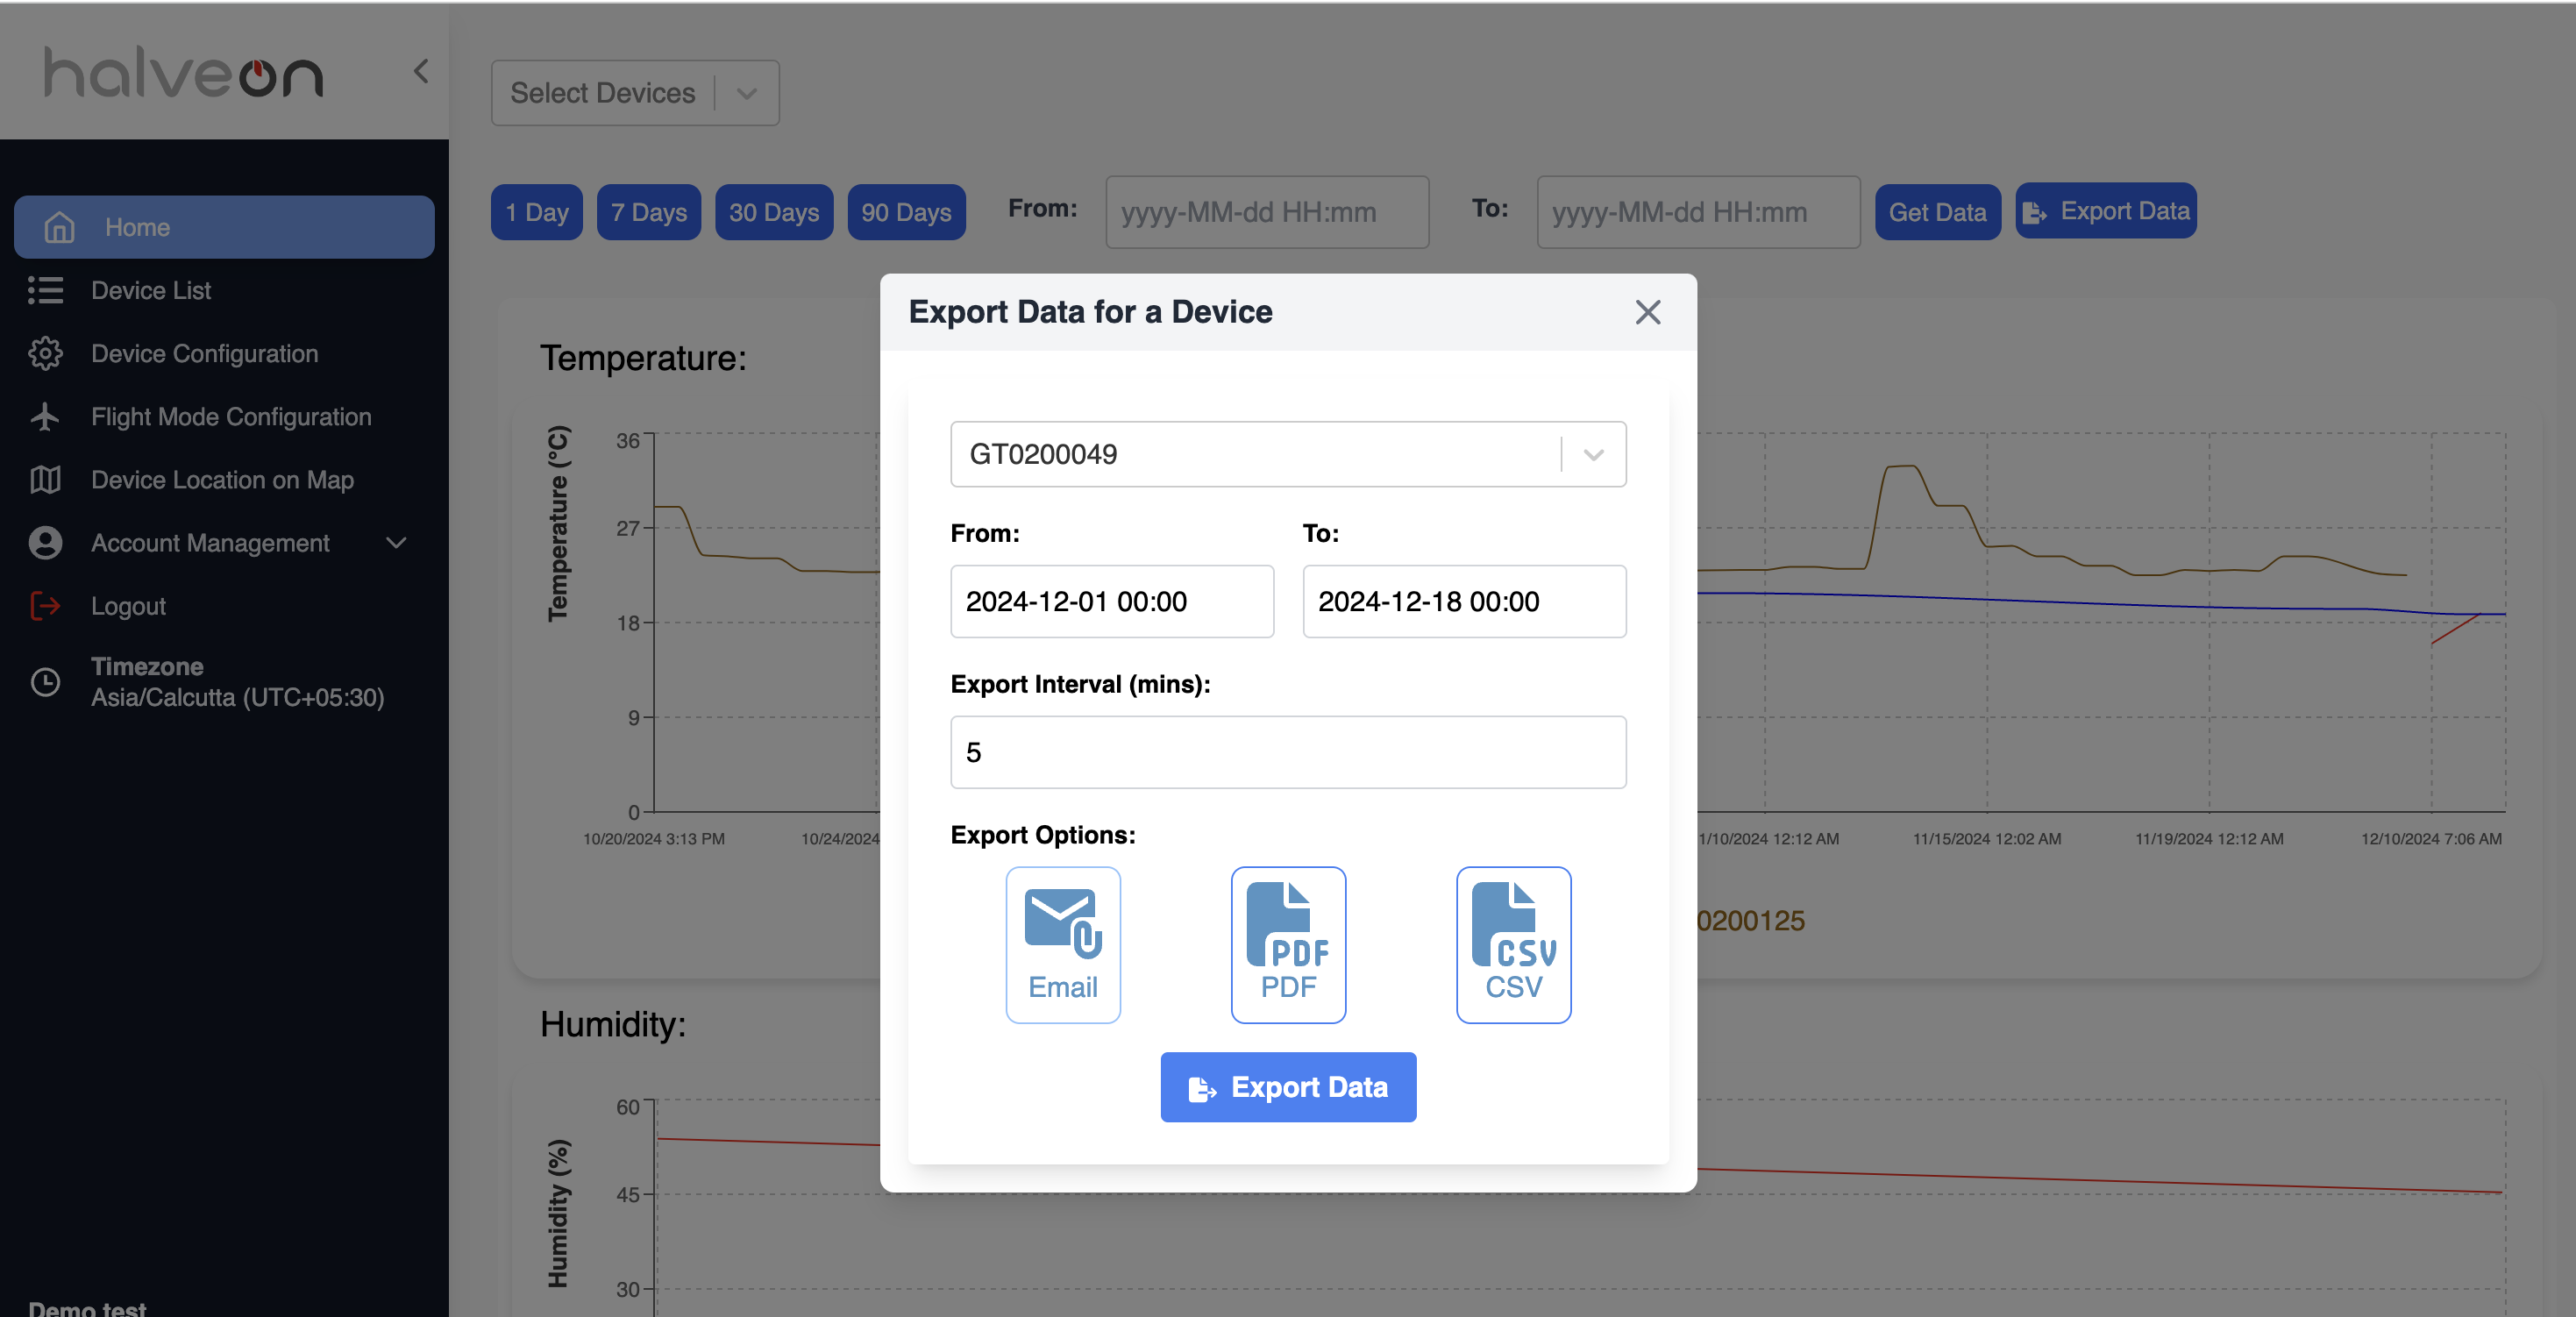 halveon
Home
Device List
Device Configuration
Flight Mode Configuration
Device Location on Map
Account Management
Logout
Timezone
Asia/Calcutta (UTC+05:30)
Demo test
Select Devices
1 Day 7 Days 30 Days 90 Days From: yyyy-MM-dd HH:mm To: yyyy-MM-dd HH:mm Get Data Export Data
Temperature:
Temperature (°C)
36
27
18
9
0
10/20/2024 3:13 PM 10/24/2024 1/10/2024 12:12 AM 11/15/2024 12:02 AM 11/19/2024 12:12 AM 12/10/2024 7:06 AM
0200125
Humidity:
Humidity (%)
60
45
30
Export Data for a Device
GT0200049
From: To:
2024-12-01 00:00 2024-12-18 00:00
Export Interval (mins):
5
Export Options:
PDF CSV
Email PDF CSV
Export Data